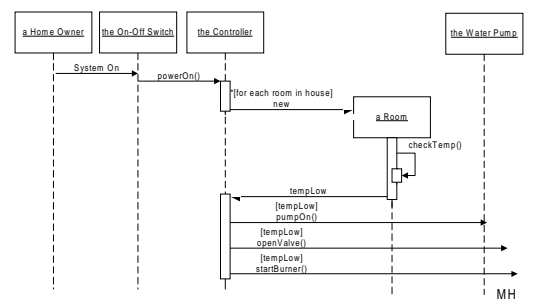 a Home Owner
the On-Off Switch
the Controller
the Water Pump
System On
powerOn()
*[for each room in house]
new
a Room
checkTemp()
tempLow
[tempLow]
pumpOn()
[tempLow]
openValve()
[tempLow]
startBurner()
MH